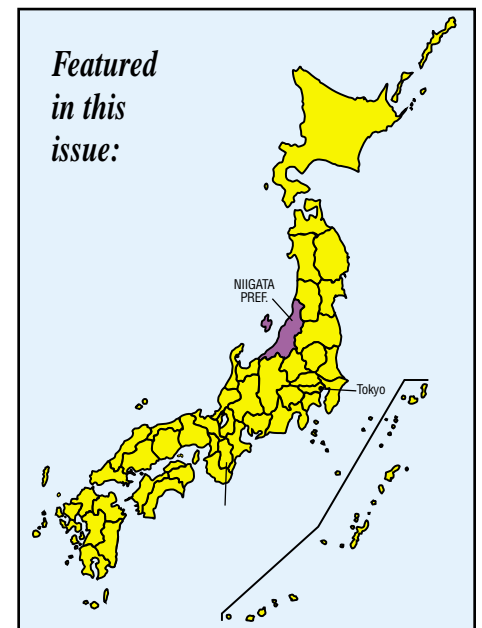 Featured
in this
issue:
NIIGATA
PREF.
Tokyo